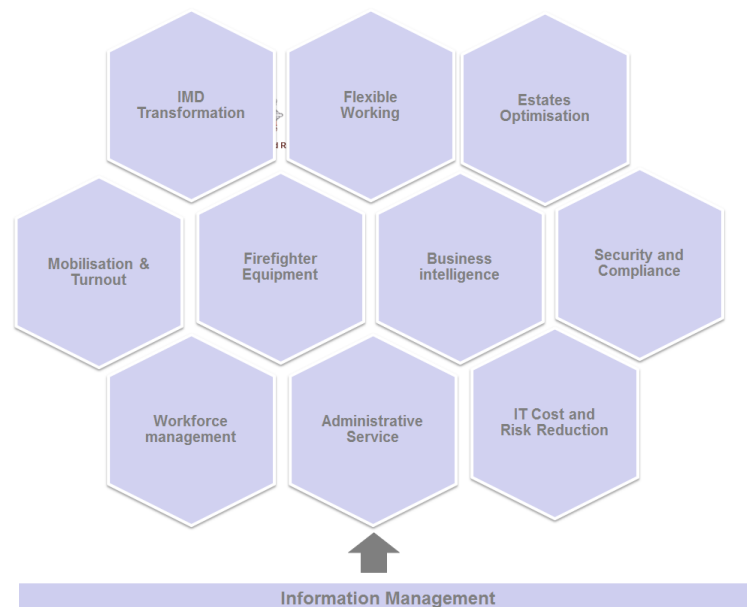 IMD
Transformation
Flexible
Working
Estates
Optimisation
Mobilisation &
Turnout
Firefighter
Equipment
Business
intelligence
Security and
Compliance
Workforce
management
Administrative
Service
IT Cost and
Risk Reduction
Information Management